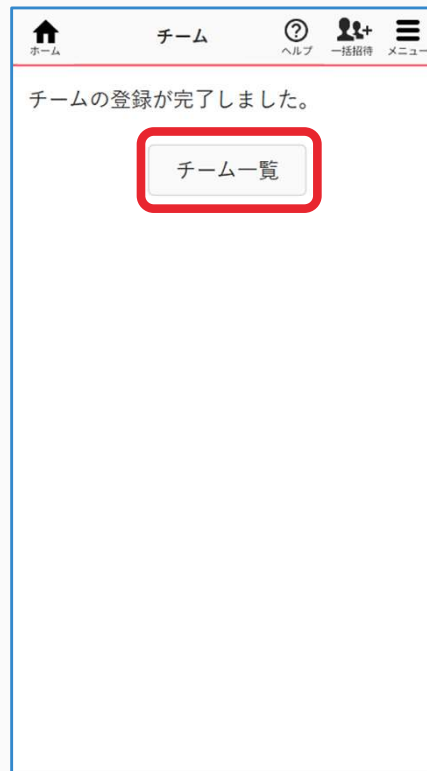 ホーム
チーム
ヘルプ
一括招待
メニュー
チームの登録が完了しました。
チーム一覧